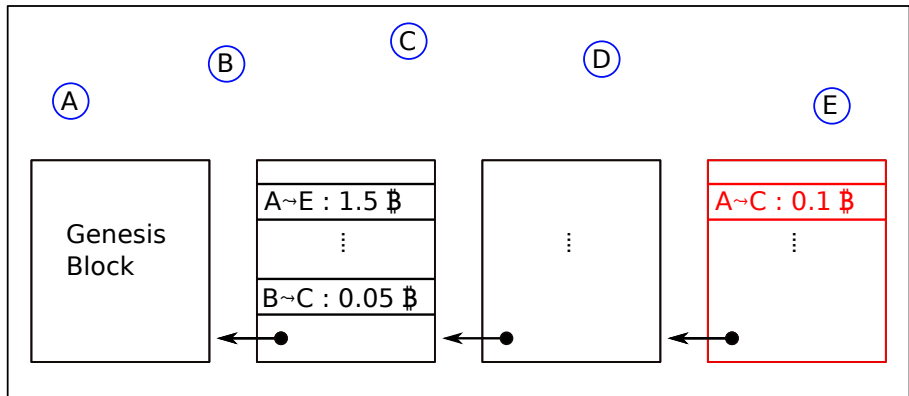 A
B
C
D
E
Genesis
Block
A⤳E : 1.5 ₿
⁞
B⤳C : 0.05 ₿
⁞
A⤳C : 0.1 ₿
⁞